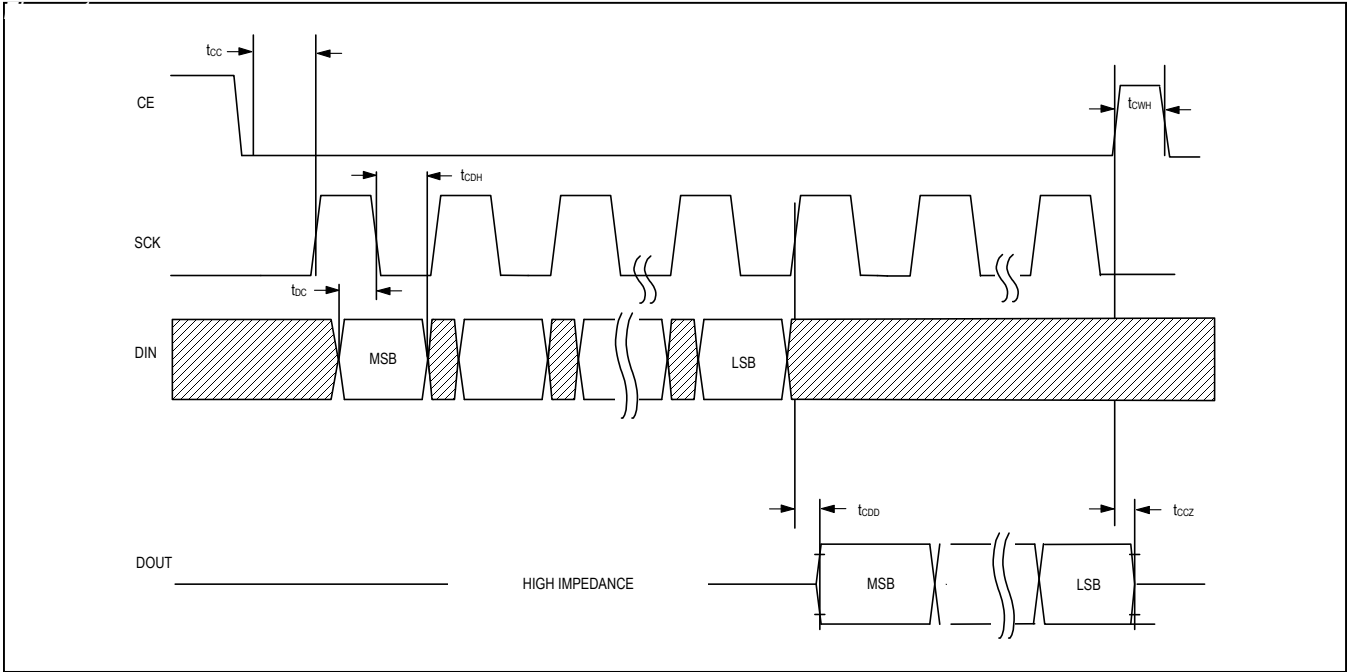 tCC
CE
tCWH
tCDH
SCK
tDC
DIN
MSB
LSB
tCDD
tCCZ
DOUT
HIGH IMPEDANCE
MSB
LSB